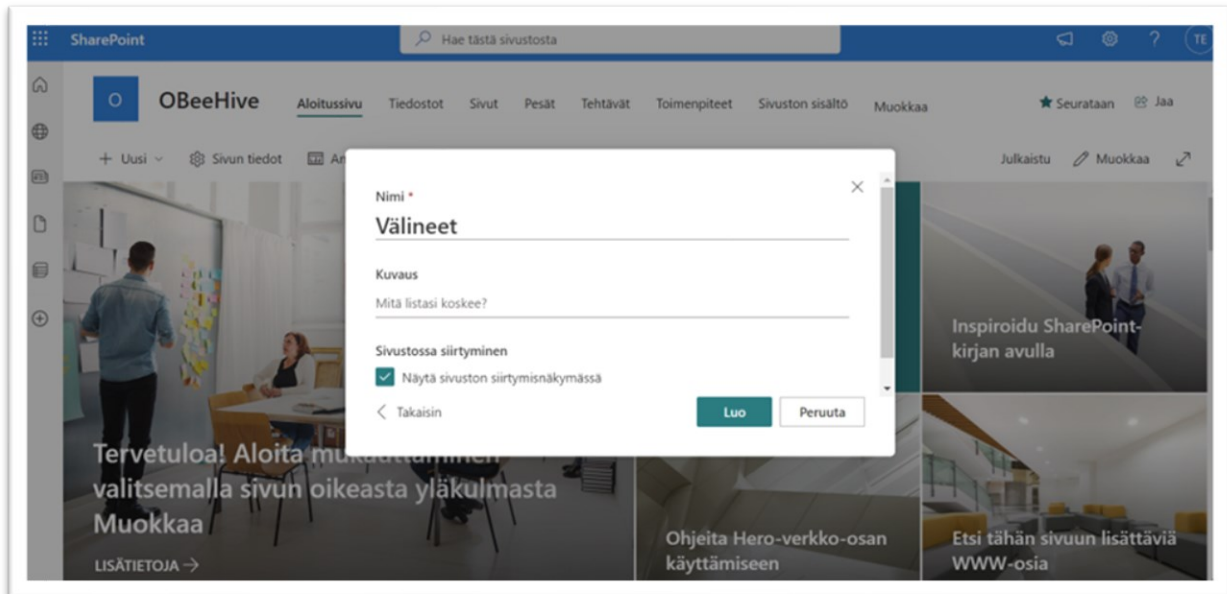 SharePoint
Hae tästä sivustosta
?
TE
O
OBeeHive
Aloitussivu
Tiedostot
Sivut
Pesät
Tehtävät
Toimenpiteet
Sivuston sisältö
Muokkaa
Seurataan
Jaa
+ Uusi
Sivun tiedot
An
Julkaistu
Muokkaa
Nimi *
Välineet
Kuvaus
Mitä listasi koskee?
Sivustossa siirtyminen
Näytä sivuston siirtymisnäkymässä
Takaisin
Luo
Peruuta
Tervetuloa! Aloita mukauttaminen
valitsemalla sivun oikeasta yläkulmasta
Muokkaa
LISÄTIETOJA →
Inspiroidu SharePoint-
kirjan avulla
Ohjeita Hero-verkko-osan
käyttämiseen
Etsi tähän sivuun lisättäviä
WWW-osia